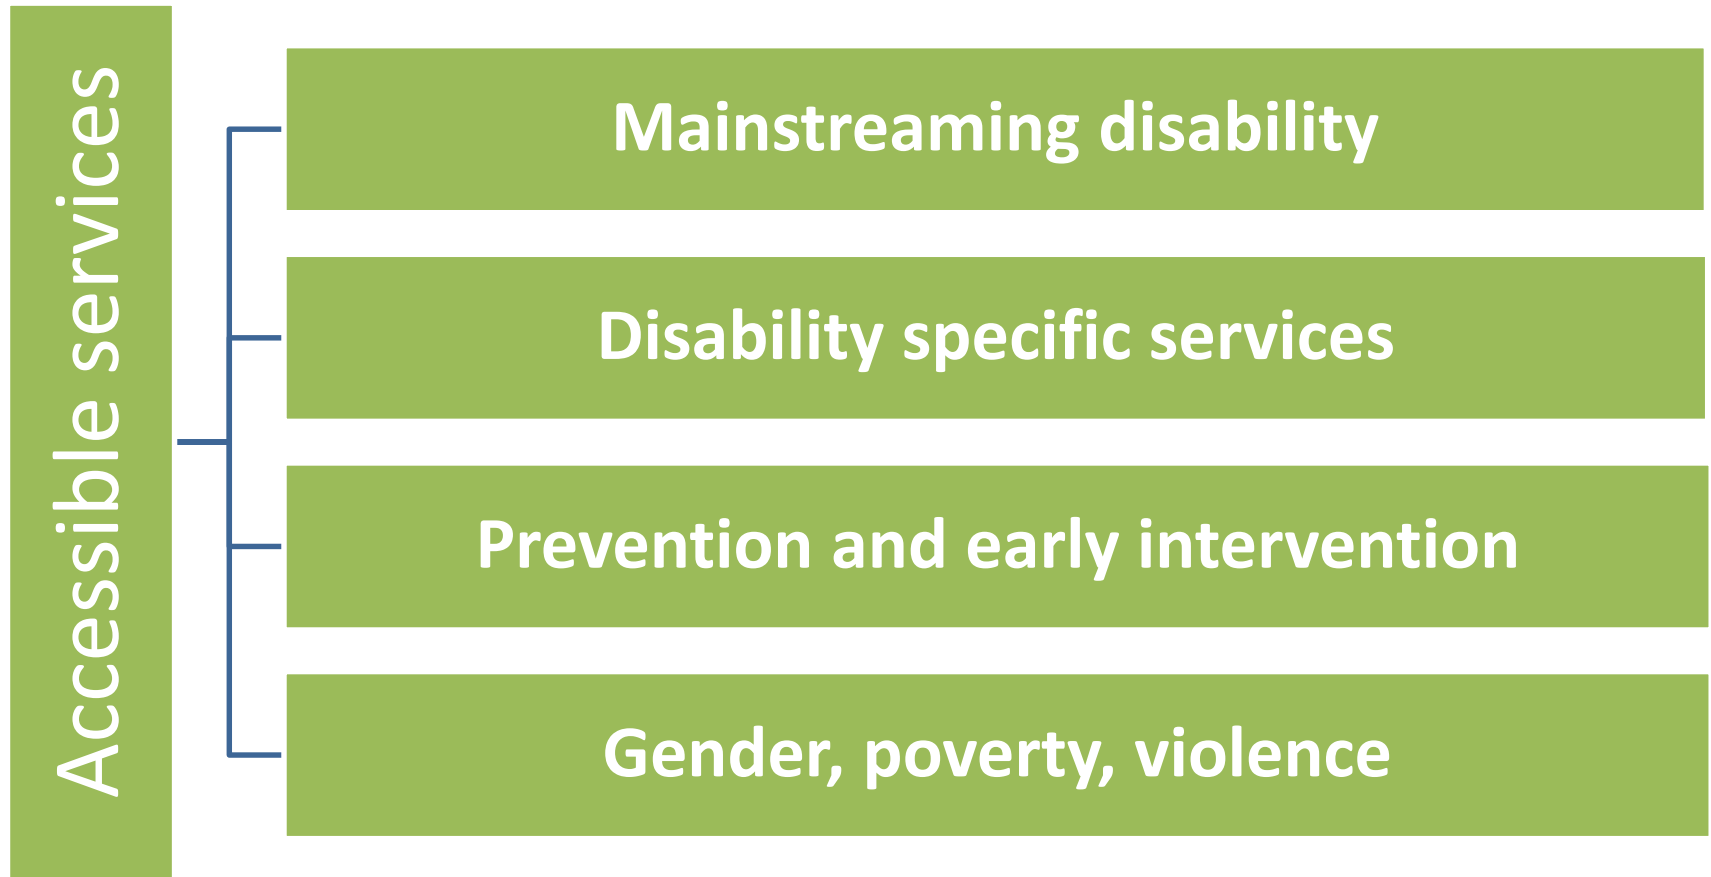 Accessible services
Mainstreaming disability
Disability specific services
Prevention and early intervention
Gender, poverty, violence